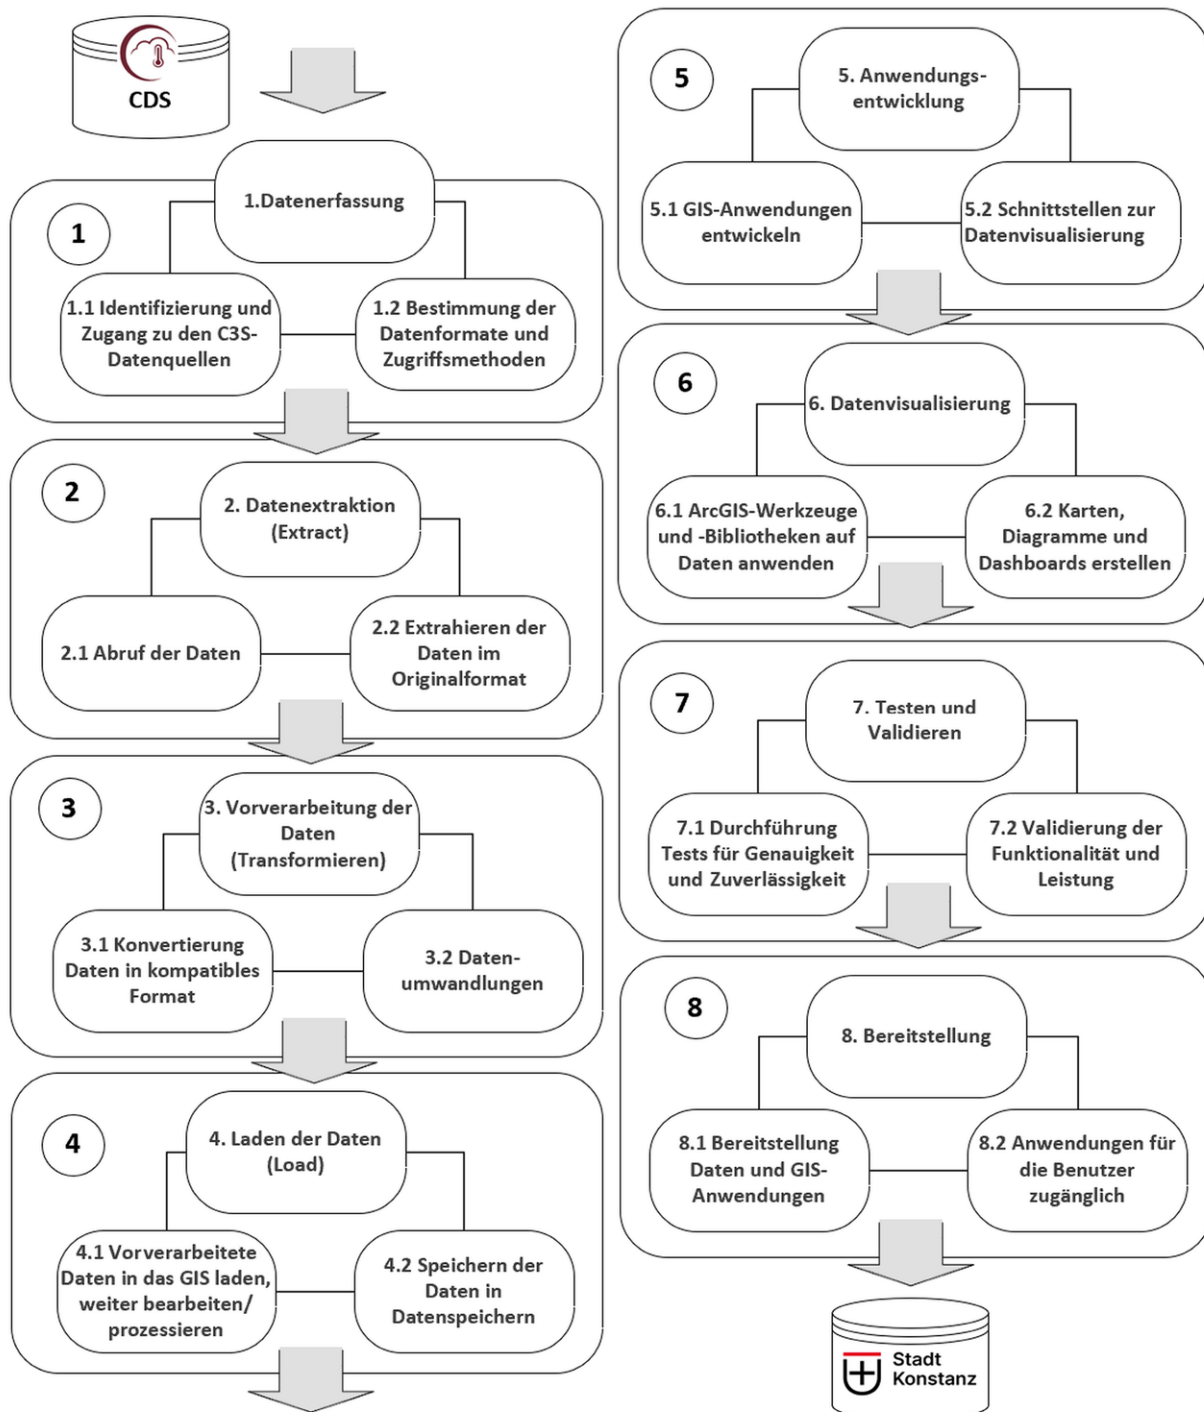 CDS
1.Datenerfassung
1
1.1 Identifizierung und
Zugang zu den C3S-
Datenquellen
1.2 Bestimmung der
Datenformate und
Zugriffsmethoden
2
2. Datenextraktion
(Extract)
2.1 Abruf der Daten
2.2 Extrahieren der
Daten im
Originalformat
3
3. Vorverarbeitung der
Daten
(Transformieren)
3.1 Konvertierung
Daten in kompatibles
Format
3.2 Daten-
umwandlungen
4
4. Laden der Daten
(Load)
4.1 Vorverarbeitete
Daten in das GIS laden,
weiter bearbeiten/
prozessieren
4.2 Speichern der
Daten in
Datenspeichern
5
5. Anwendungs-
entwicklung
5.1 GIS-Anwendungen
entwickeln
5.2 Schnittstellen zur
Datenvisualisierung
6
6. Datenvisualisierung
6.1 ArcGIS-Werkzeuge
und -Bibliotheken auf
Daten anwenden
6.2 Karten,
Diagramme und
Dashboards erstellen
7
7. Testen und
Validieren
7.1 Durchführung
Tests für Genauigkeit
und Zuverlässigkeit
7.2 Validierung der
Funktionalität und
Leistung
8
8. Bereitstellung
8.1 Bereitstellung
Daten und GIS-
Anwendungen
8.2 Anwendungen für
die Benutzer
zugänglich
Stadt
Konstanz